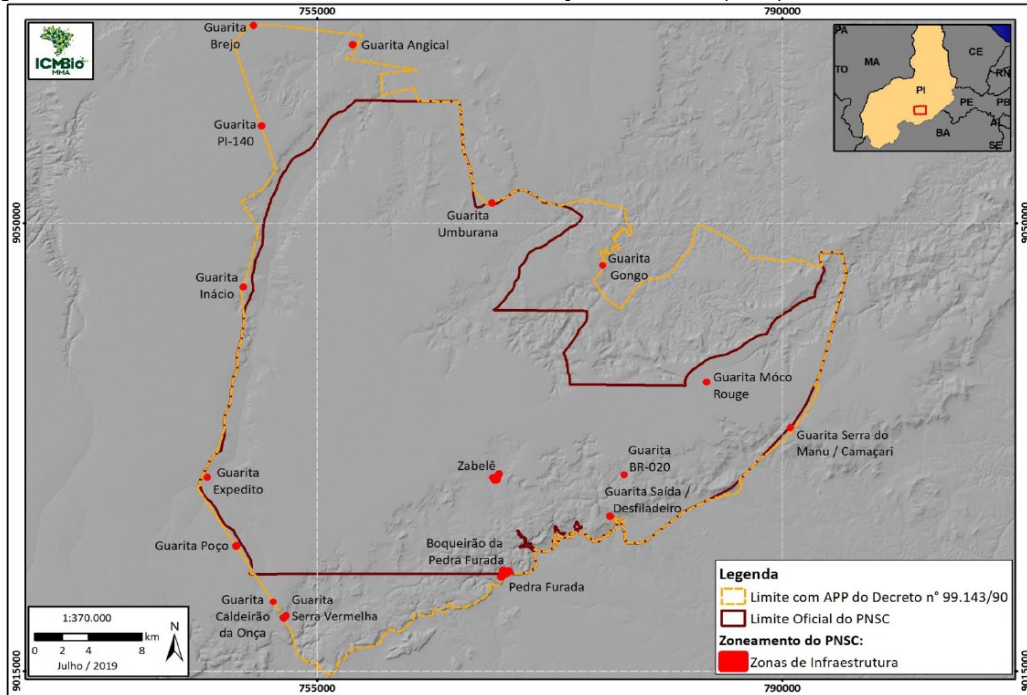 755000
790000
ICMBio
MMA
Guarita
Brejo
Guarita Angical
PA
MA
CE
TO
PI
RN
PE
PB
BA
AL
SE
Guarita
PI-140
9050000
9050000
Guarita
Umburana
Guarita
Gongo
Guarita
Inácio
Guarita Móco
Rouge
Guarita Serra do
Manu / Camaçari
Guarita
BR-020
Zabelê
Guarita
Expedito
Guarita Saída /
Desfiladeiro
Boqueirão da
Pedra Furada
Guarita Poço
Pedra Furada
Guarita
Caldeirão
da Onça
Guarita
Serra Vermelha
1:370.000
0 2 4 8 km
N
Julho / 2019
Legenda
Limite com APP do Decreto n° 99.143/90
Limite Oficial do PNSC
Zoneamento do PNSC:
Zonas de Infraestrutura
9015000
9015000
755000
790000